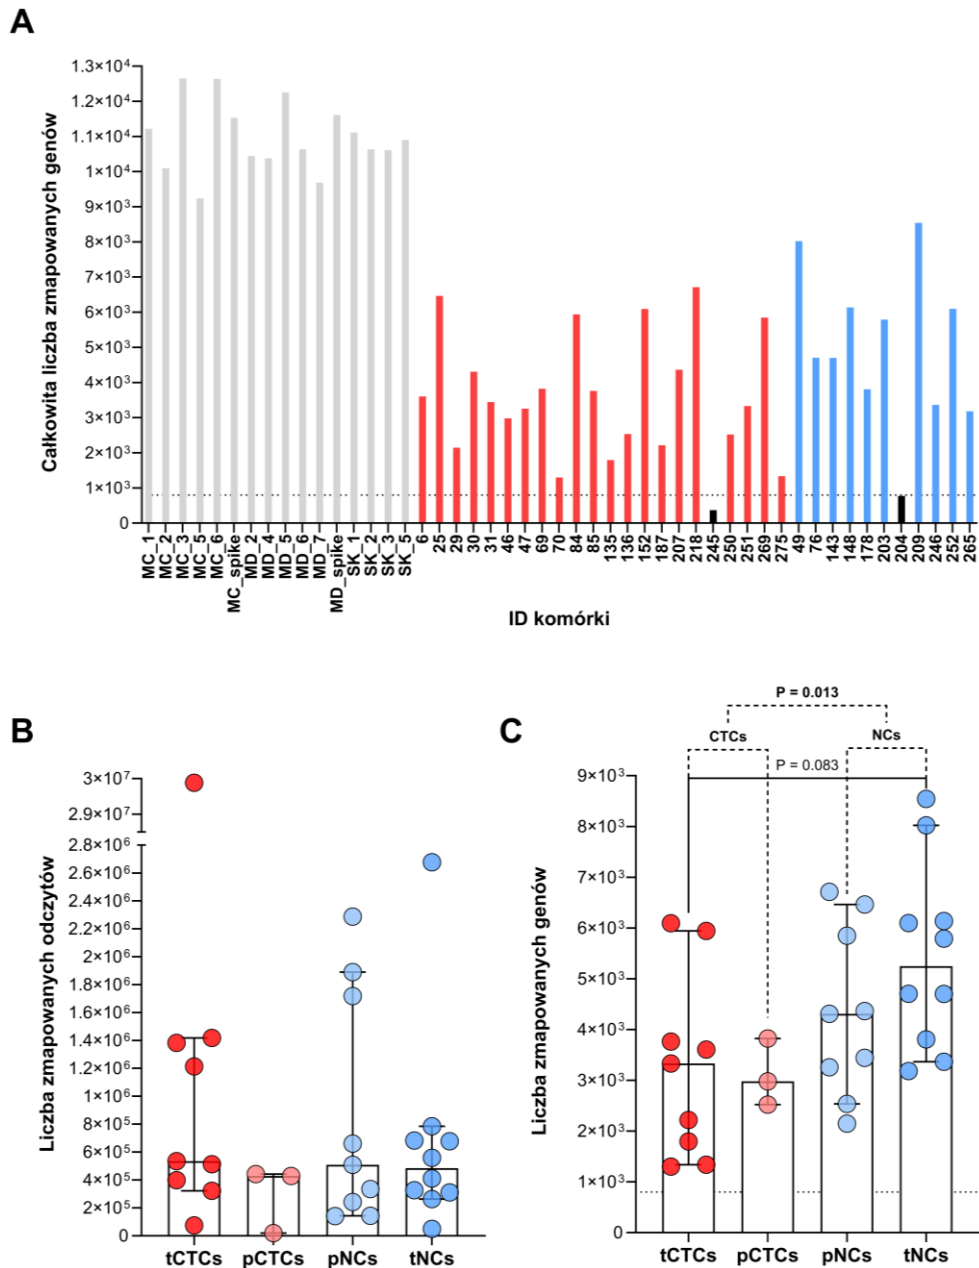 A
Całkowita liczba zmapowanych genów
1.3×10⁴
1.2×10⁴
1.1×10⁴
1×10⁴
9×10³
8×10³
7×10³
6×10³
5×10³
4×10³
3×10³
2×10³
1×10³
0
MC_1
MC_2
MC_3
MC_5
MC_6
MC_spike
MD_2
MD_4
MD_5
MD_6
MD_7
MD_spike
SK_1
SK_2
SK_3
SK_5
6
25
29
30
31
46
47
69
70
84
85
135
136
152
187
207
218
245
250
251
269
275
49
76
143
148
178
203
204
209
246
252
265
ID komórki
B
Liczba zmapowanych odczytów
3×10⁷
2.9×10⁷
2.8×10⁶
2.6×10⁶
2.4×10⁶
2.2×10⁶
2×10⁶
1.8×10⁶
1.6×10⁶
1.4×10⁶
1.2×10⁶
1×10⁶
8×10⁵
6×10⁵
4×10⁵
2×10⁵
0
tCTCs pCTCs pNCs tNCs
C
P = 0.013
CTCs NCs
P = 0.083
Liczba zmapowanych genów
9×10³
8×10³
7×10³
6×10³
5×10³
4×10³
3×10³
2×10³
1×10³
0
tCTCs pCTCs pNCs tNCs